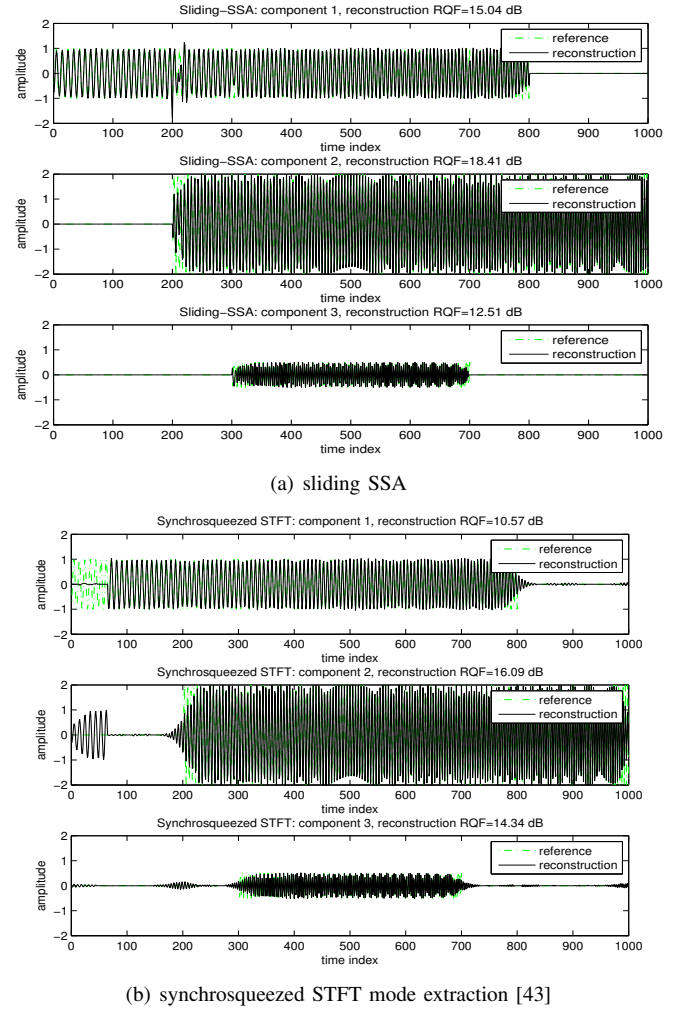 Sliding−SSA: component 1, reconstruction RQF=15.04 dB
2
1
0
−1
−2
amplitude
reference
reconstruction
0 100 200 300 400 500 600 700 800 900 1000
time index
Sliding−SSA: component 2, reconstruction RQF=18.41 dB
2
1
0
−1
−2
amplitude
reference
reconstruction
0 100 200 300 400 500 600 700 800 900 1000
time index
Sliding−SSA: component 3, reconstruction RQF=12.51 dB
2
1
0
−1
−2
amplitude
reference
reconstruction
0 100 200 300 400 500 600 700 800 900 1000
time index
(a) sliding SSA
Synchrosqueezed STFT: component 1, reconstruction RQF=10.57 dB
2
1
0
−1
−2
amplitude
reference
reconstruction
0 100 200 300 400 500 600 700 800 900 1000
time index
Synchrosqueezed STFT: component 2, reconstruction RQF=16.09 dB
2
1
0
−1
−2
amplitude
reference
reconstruction
0 100 200 300 400 500 600 700 800 900 1000
time index
Synchrosqueezed STFT: component 3, reconstruction RQF=14.34 dB
2
1
0
−1
−2
amplitude
reference
reconstruction
0 100 200 300 400 500 600 700 800 900 1000
time index
(b) synchrosqueezed STFT mode extraction [43]